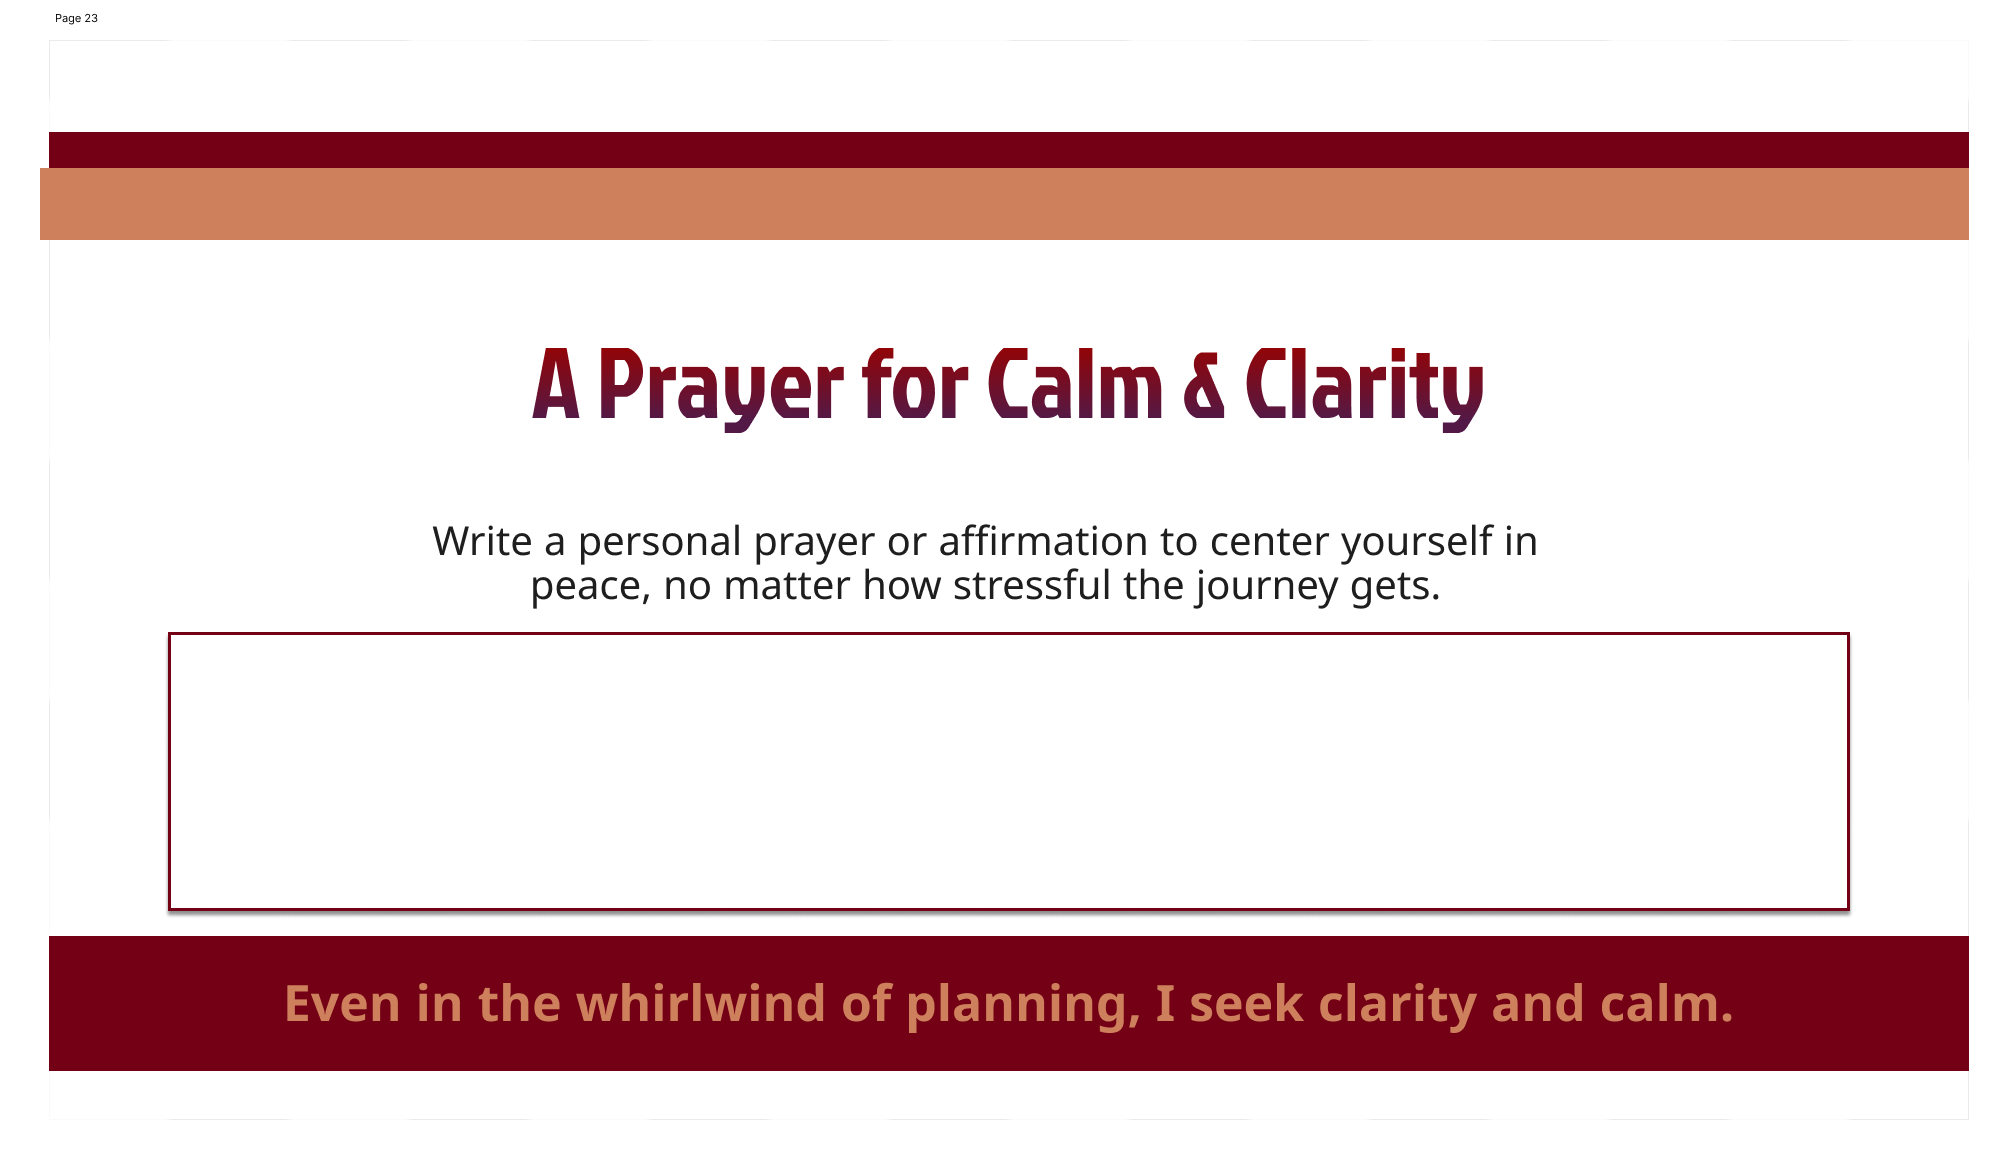 Page 23
A Prayer for Calm & Clarity
Write a personal prayer or affirmation to center yourself in
peace, no matter how stressful the journey gets.
Even in the whirlwind of planning, I seek clarity and calm.